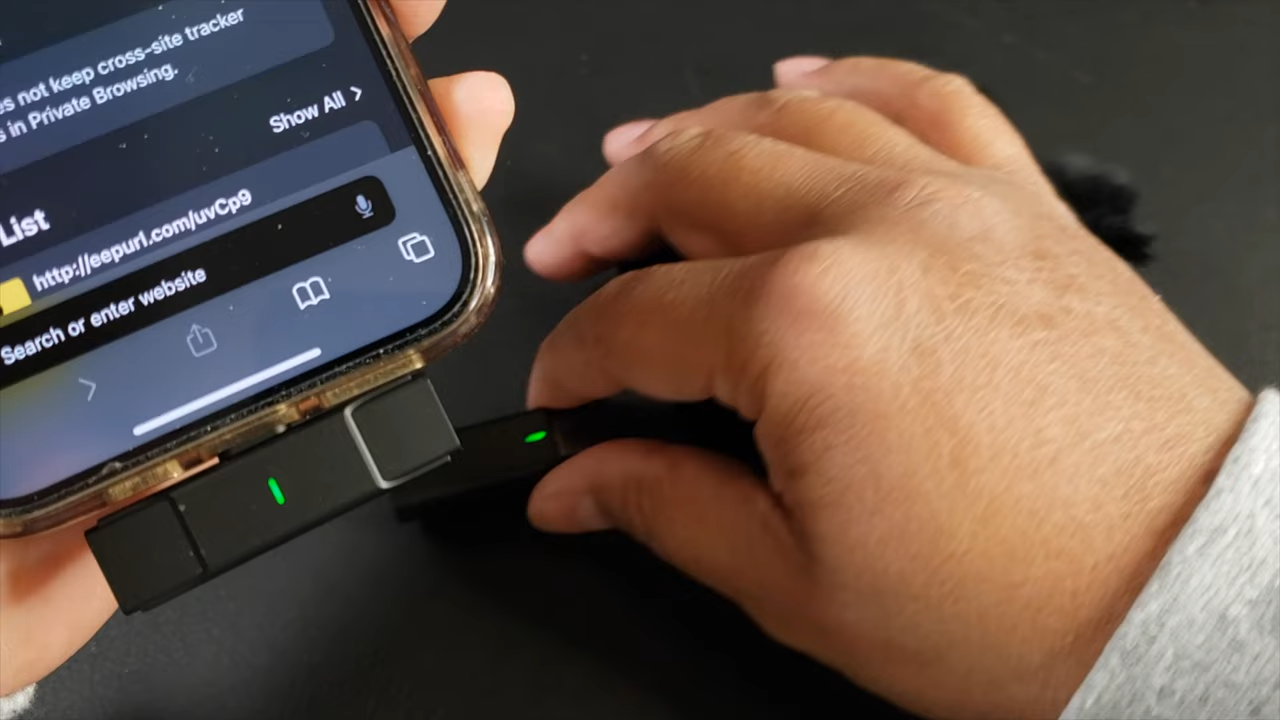 es not keep cross-site tracker
s in Private Browsing.
Show All >
List
http://eepurl.com/uvCp9
Search or enter website